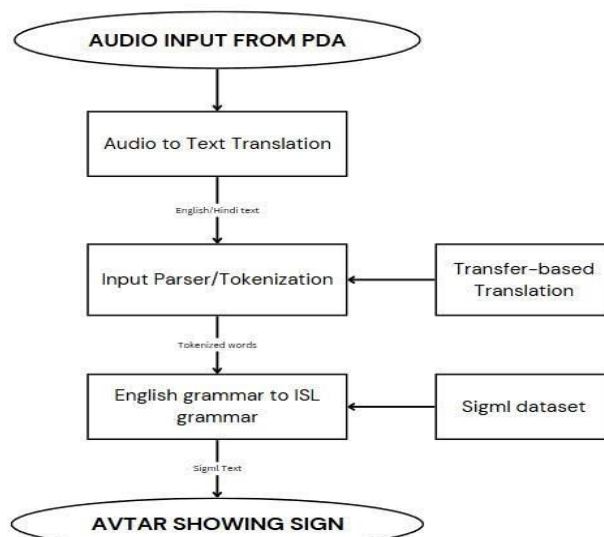 AUDIO INPUT FROM PDA
Audio to Text Translation
English/Hindi text
Input Parser/Tokenization
Transfer-based
Translation
Tokenized words
English grammar to ISL
grammar
Sigml dataset
Sigml Text
AVTAR SHOWING SIGN